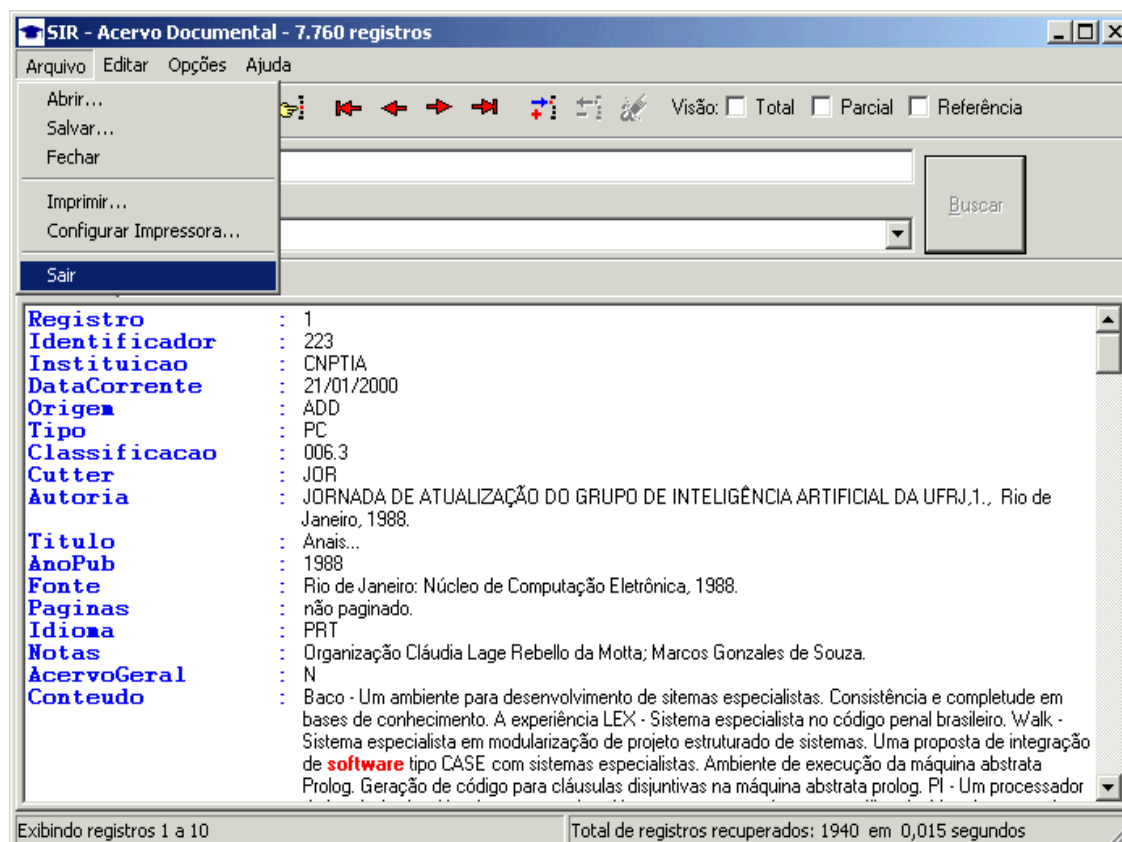 SIR - Acervo Documental - 7.760 registros
Arquivo Editar Opções Ajuda
Abrir...
Salvar...
Fechar
Imprimir...
Configurar Impressora...
Sair
Visão: Total Parcial Referência
Buscar
Registro : 1
Identificador : 223
Instituicao : CNPTIA
DataCorrente : 21/01/2000
Origem : ADD
Tipo : PC
Classificacao : 006.3
Cutter : JOR
Autoria : JORNADA DE ATUALIZAÇÃO DO GRUPO DE INTELIGÊNCIA ARTIFICIAL DA UFRJ,1., Rio de
Janeiro, 1988.
Titulo : Anais...
AnoPub : 1988
Fonte : Rio de Janeiro: Núcleo de Computação Eletrônica, 1988.
Paginas : não paginado.
Idioma : PRT
Notas : Organização Cláudia Lage Rebello da Motta; Marcos Gonzales de Souza.
AcervoGeral : N
Conteudo : Baco - Um ambiente para desenvolvimento de sitemas especialistas. Consistência e completude em
bases de conhecimento. A experiência LEX - Sistema especialista no código penal brasileiro. Walk -
Sistema especialista em modularização de projeto estruturado de sistemas. Uma proposta de integração
de software tipo CASE com sistemas especialistas. Ambiente de execução da máquina abstrata
Prolog. Geração de código para cláusulas disjuntivas na máquina abstrata prolog. PI - Um processador
Exibindo registros 1 a 10
Total de registros recuperados: 1940 em 0,015 segundos